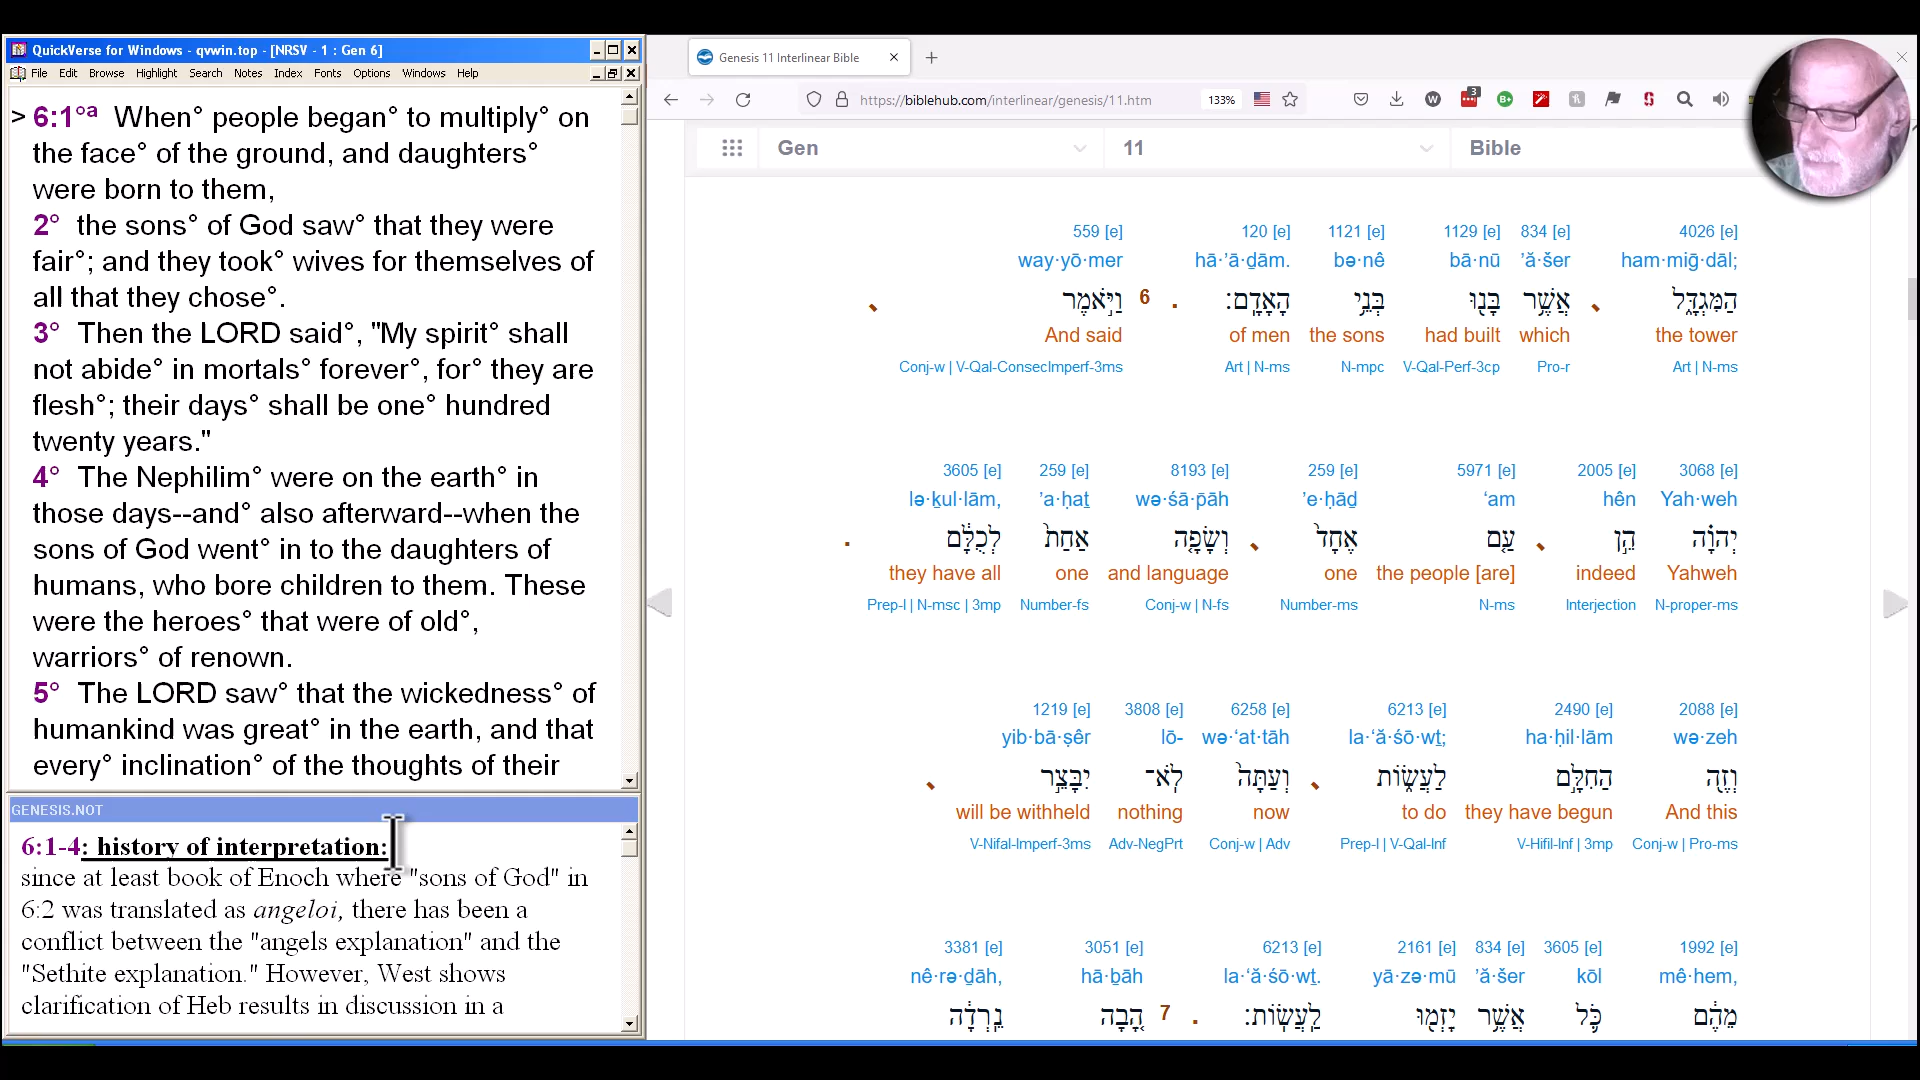 QuickVerse for Windows - qvwin.top - [NRSV - 1 : Gen 6]
File Edit Browse Highlight Search Notes Index Fonts Options Windows Help
> 6:1°a When° people began° to multiply° on
the face° of the ground, and daughters°
were born to them,
2° the sons° of God saw° that they were
fair°; and they took° wives for themselves of
all that they chose°.
3° Then the LORD said°, "My spirit° shall
not abide° in mortals° forever°, for° they are
flesh°; their days° shall be one° hundred
twenty years."
4° The Nephilim° were on the earth° in
those days--and° also afterward--when the
sons of God went° in to the daughters of
humans, who bore children to them. These
were the heroes° that were of old°,
warriors° of renown.
5° The LORD saw° that the wickedness° of
humankind was great° in the earth, and that
every° inclination° of the thoughts of their
GENESIS.NOT
6:1-4: history of interpretation:
since at least book of Enoch where "sons of God" in
6:2 was translated as angeloi, there has been a
conflict between the "angels explanation" and the
"Sethite explanation." However, West shows
clarification of Heb results in discussion in a
Genesis 11 Interlinear Bible
https://biblehub.com/interlinear/genesis/11.htm 133%
Gen 11 Bible
559 [e] 120 [e] 1121 [e] 1129 [e] 834 [e] 4026 [e]
way·yō·mer hā·’ā·ḏām. bə·nê bā·nū ’ă·šer ham·miḡ·dāl;
הַמִּגְדָּ֑ל אֲשֶׁ֥ר בָּנ֖וּ בְּנֵ֥י הָאָדָֽם׃ 6 וַיֹּ֣אמֶר
And said of men the sons had built which the tower
Conj-w | V-Qal-ConsecImperf-3ms Art | N-ms N-mpc V-Qal-Perf-3cp Pro-r Art | N-ms
3605 [e] 259 [e] 8193 [e] 259 [e] 5971 [e] 2005 [e] 3068 [e]
lə·ḵul·lām, ’a·ḥaṯ wə·śā·p̄āh ’e·ḥāḏ ‘am hên Yah·weh
יְהוָ֗ה הֵ֣ן עַ֤ם אֶחָד֙ וְשָׂפָ֤ה אַחַת֙ לְכֻלָּ֔ם
they have all one and language one the people [are] indeed Yahweh
Prep-l | N-msc | 3mp Number-fs Conj-w | N-fs Number-ms N-ms Interjection N-proper-ms
1219 [e] 3808 [e] 6258 [e] 6213 [e] 2490 [e] 2088 [e]
yib·bā·ṣêr lō- wə·‘at·tāh la·‘ă·śō·wṯ; ha·ḥil·lām wə·zeh
וְזֶ֖ה הַחִלָּ֣ם לַעֲשׂ֑וֹת וְעַתָּה֙ לֹֽא־ יִבָּצֵ֣ר
will be withheld nothing now to do they have begun And this
V-Nifal-Imperf-3ms Adv-NegPrt Conj-w | Adv Prep-l | V-Qal-Inf V-Hifil-Inf | 3mp Conj-w | Pro-ms
3381 [e] 3051 [e] 6213 [e] 2161 [e] 834 [e] 3605 [e] 1992 [e]
nê·rə·ḏāh, hā·ḇāh la·‘ă·śō·wṯ. yā·zə·mū ’ă·šer kōl mê·hem,
מֵהֶ֔ם כֹּ֛ל אֲשֶׁ֥ר יָזְמ֖וּ לַֽעֲשֽׂוֹת׃ 7 הָ֚בָה נֵֽרְדָ֔ה